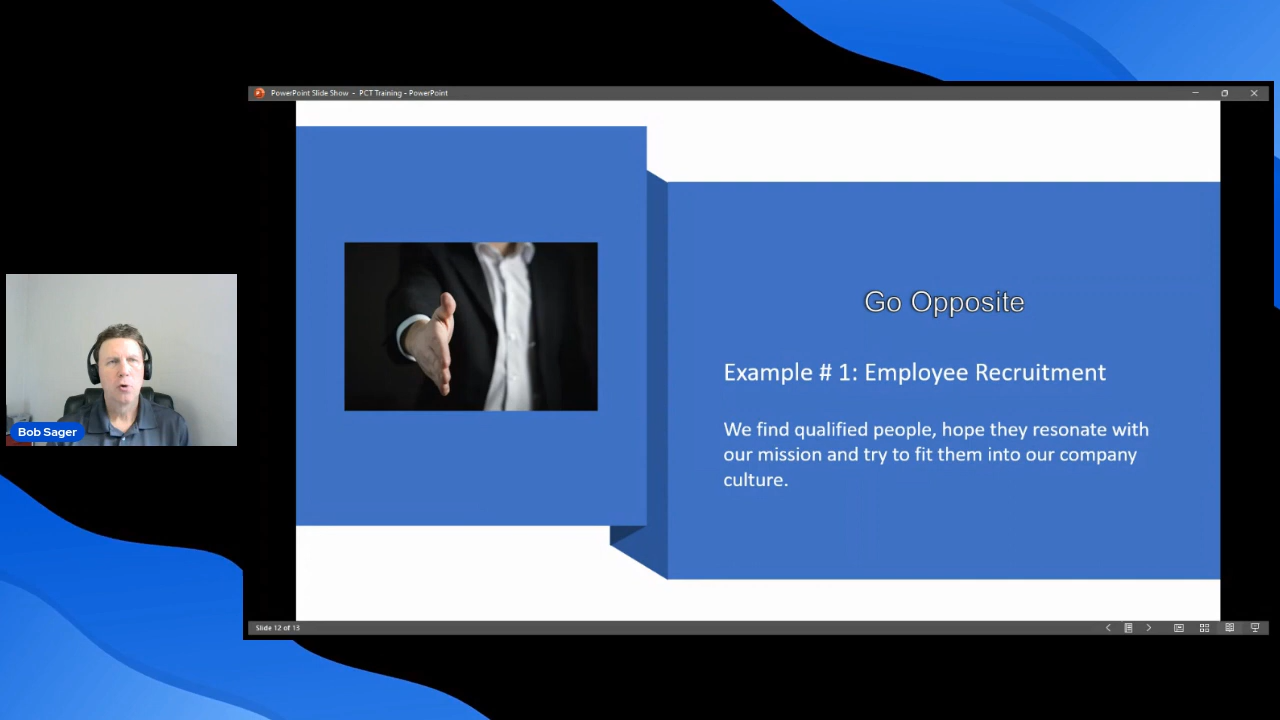 PowerPoint Slide Show - PCT Training - PowerPoint
Go Opposite
Example # 1: Employee Recruitment
We find qualified people, hope they resonate with
our mission and try to fit them into our company
culture.
Bob Sager
Slide 12 of 13